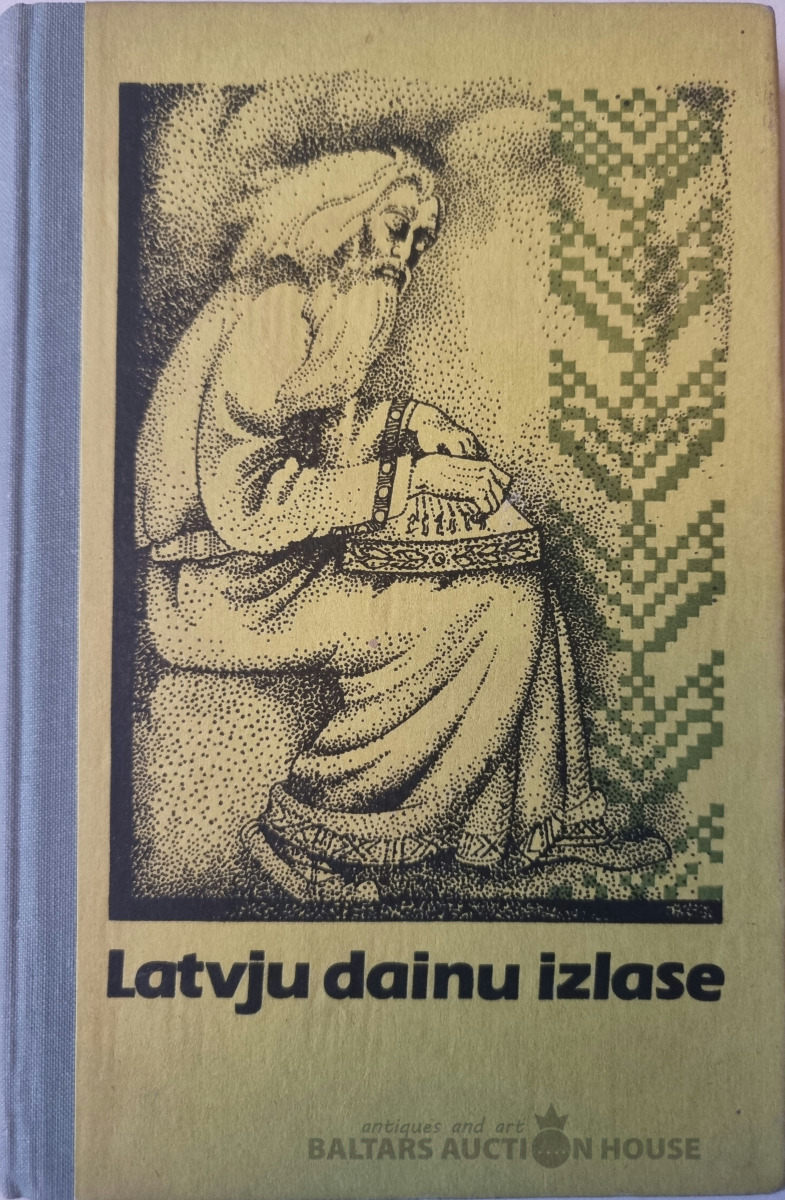 Latvju dainu izlase
antiques and art
BALTARS AUCTION HOUSE